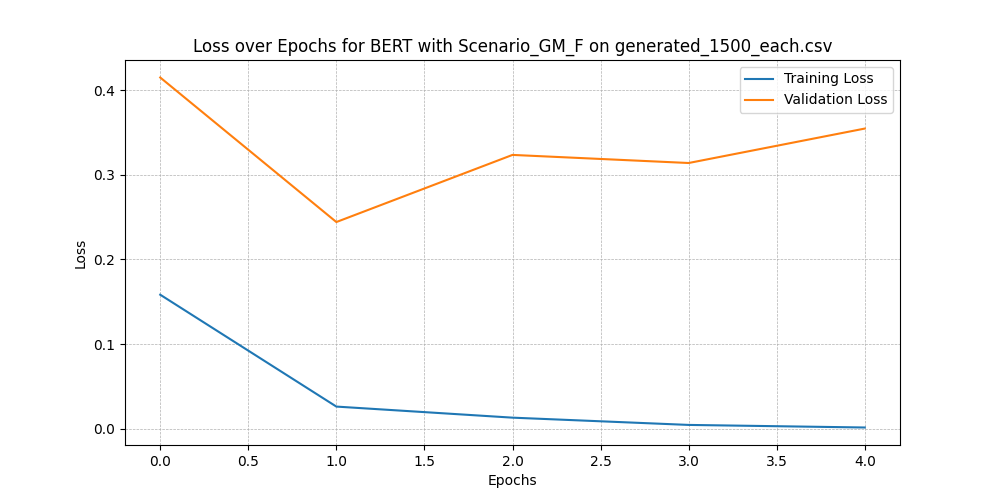 Loss over Epochs for BERT with Scenario_GM_F on generated_1500_each.csv
Training Loss
Validation Loss
0.4
0.3
0.2
0.1
0.0
Loss
0.0 0.5 1.0 1.5 2.0 2.5 3.0 3.5 4.0
Epochs